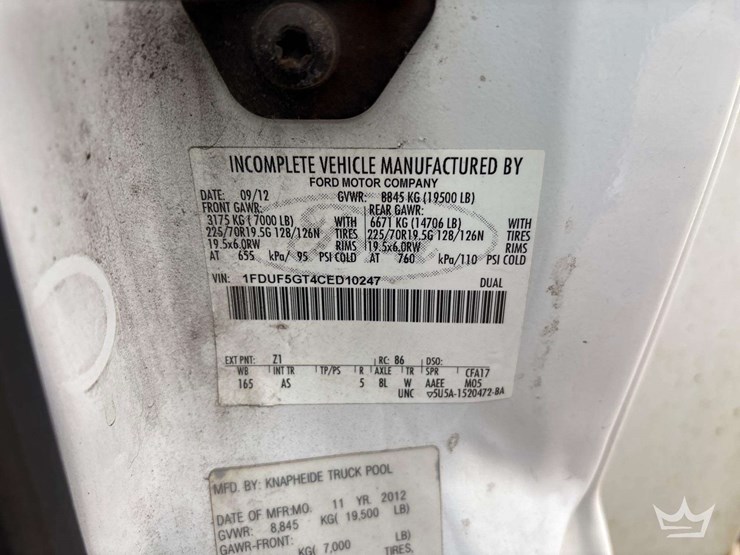 INCOMPLETE VEHICLE MANUFACTURED BY
FORD MOTOR COMPANY
DATE: 09/12 GVWR: 8845 KG (19500 LB)
FRONT GAWR: REAR GAWR:
3175 KG (7000 LB) WITH 6671 KG (14706 LB) WITH
225/70R19.5G 128/126N TIRES 225/70R19.5G 128/126N TIRES
19.5x6.0RW RIMS 19.5x6.0RW RIMS
AT 655 kPa/ 95 PSI COLD AT 760 kPa/110 PSI COLD
VIN: 1FDUF5GT4CED10247 DUAL
EXT PNT: Z1 RC: 86 DSO:
WB INT TR TP/PS R AXLE TR SPR CFA17
165 AS 5 8L W AAEE M05
UNC ▽5U5A-1520472-BA
MFD. BY: KNAPHEIDE TRUCK POOL
DATE OF MFR:MO. 11 YR. 2012
GVWR: 8,845 KG( 19,500 LB)
GAWR-FRONT: LB)
KG( 7,000 TIRES,